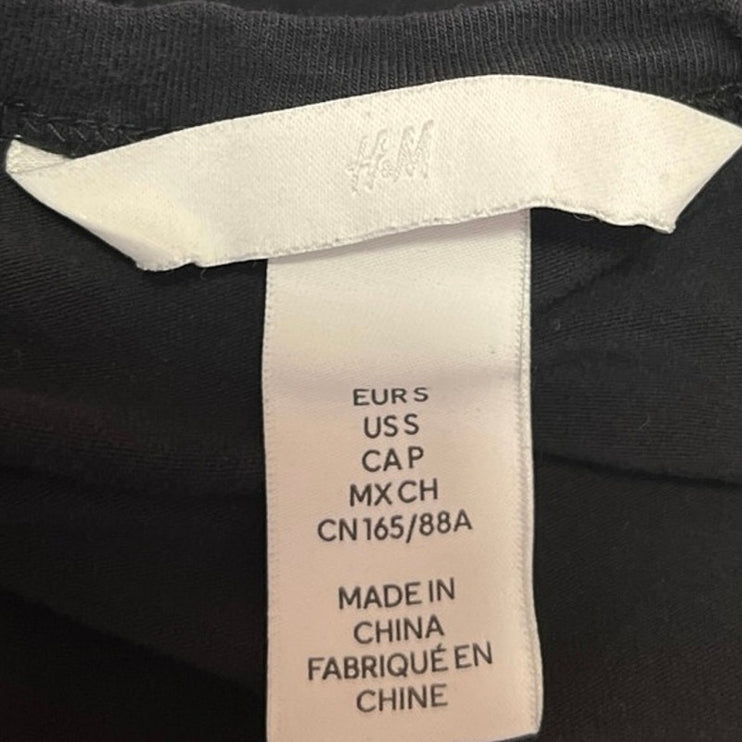 H&M
EUR S
US S
CA P
MX CH
CN 165/88A
MADE IN
CHINA
FABRIQUÉ EN
CHINE